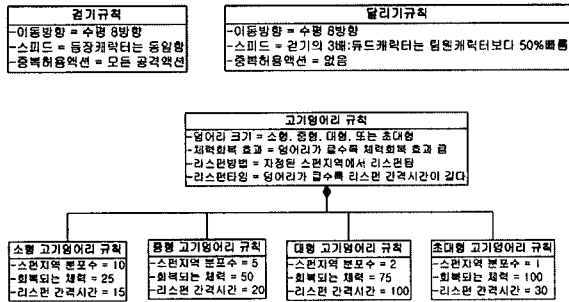 걷기규칙
-이동방향 = 수평 8방향
-스피드 = 등장캐릭터는 동일함
-중복허용액션 = 모든 공격액션
달리기규칙
-이동방향 = 수평 8방향
-스피드 = 걷기의 3배;듀드캐릭터는 팀원캐릭터보다 50%빠름
-중복허용액션 = 없음
고기덩어리 규칙
-덩어리 크기 = 소형, 중형, 대형, 또는 초대형
-체력회복 효과 = 덩어리가 클수록 체력회복 효과 큼
-리스펀방법 = 지정된 스펀지역에서 리스펀됨
-리스펀타임 = 덩어리가 클수록 리스펀 간격시간이 길다
소형 고기덩어리 규칙
-스펀지역 분포수 = 10
-회복되는 체력 = 25
-리스펀 간격시간 = 15
중형 고기덩어리 규칙
-스펀지역 분포수 = 5
-회복되는 체력 = 50
-리스펀 간격시간 = 20
대형 고기덩어리 규칙
-스펀지역 분포수 = 2
-회복되는 체력 = 75
-리스펀 간격시간 = 100
초대형 고기덩어리 규칙
-스펀지역 분포수 = 1
-회복되는 체력 = 100
-리스펀 간격시간 = 30